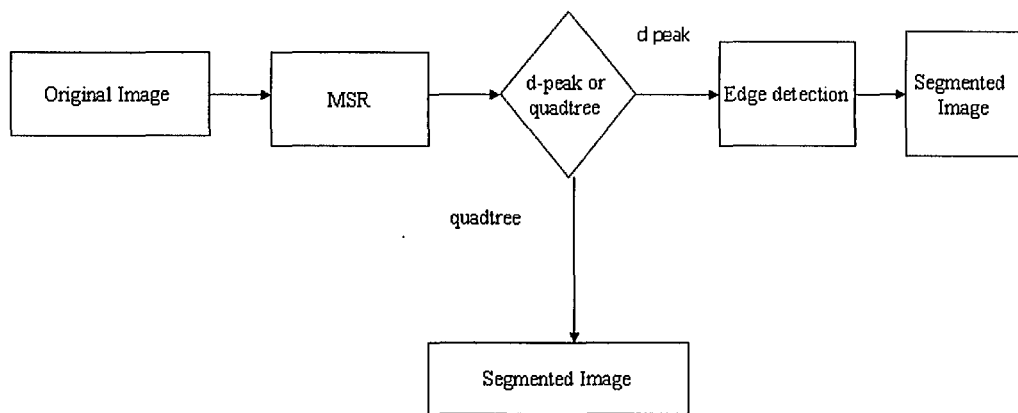 d peak
Original Image
MSR
d-peak or
quadtree
Edge detection
Segmented
Image
quadtree
Segmented Image